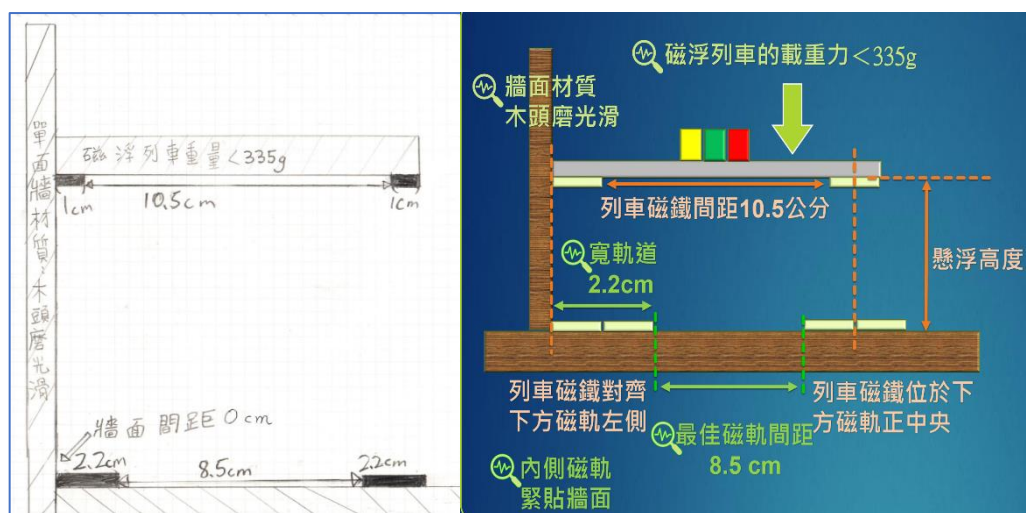 單面牆材質:木頭磨光滑
磁浮列車重量<335g
1cm
10.5cm
1cm
牆面間距0cm
2.2cm
8.5cm
2.2cm
磁浮列車的載重力<335g
牆面材質
木頭磨光滑
列車磁鐵間距10.5公分
懸浮高度
寬軌道
2.2cm
列車磁鐵對齊
下方磁軌左側
列車磁鐵位於下
方磁軌正中央
最佳磁軌間距
8.5 cm
內側磁軌
緊貼牆面